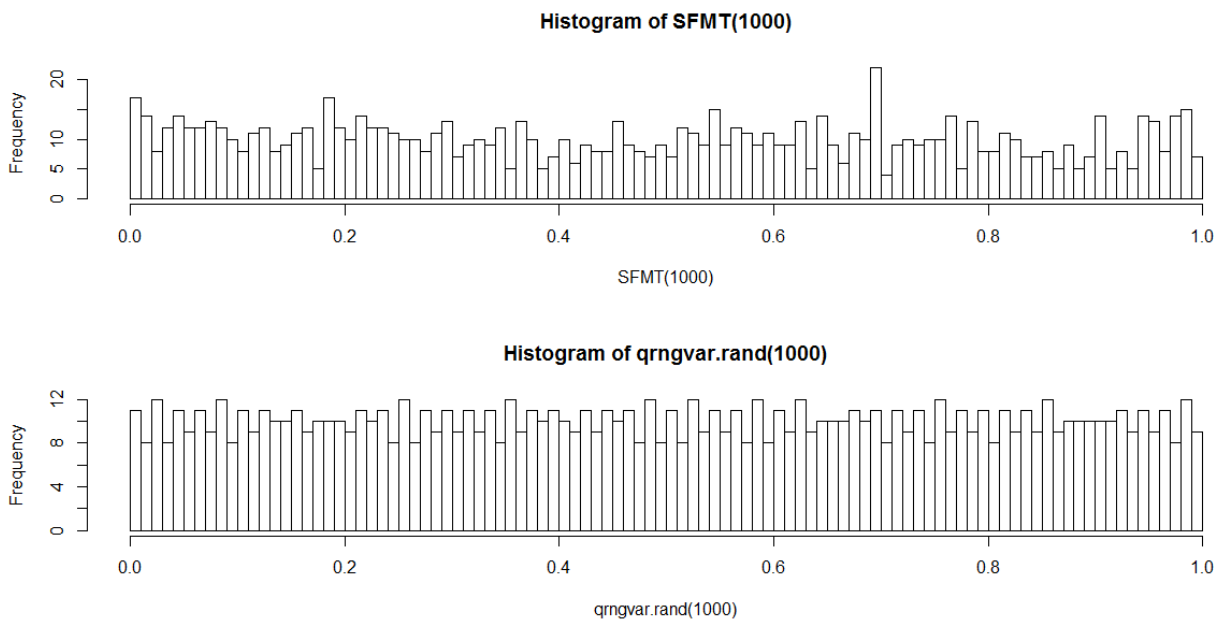 Histogram of SFMT(1000)
Frequency
20
10
5
0
0.0 0.2 0.4 0.6 0.8 1.0
SFMT(1000)
Histogram of qrngvar.rand(1000)
Frequency
12
8
4
0
0.0 0.2 0.4 0.6 0.8 1.0
qrngvar.rand(1000)